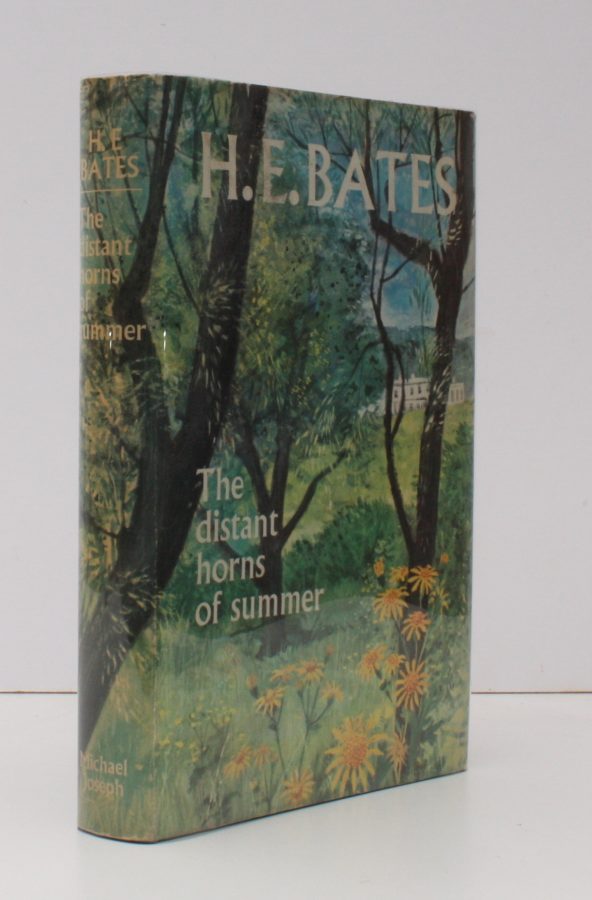 H.E.
BATES
The
distant
horns
of
summer
Michael
Joseph
H.E.BATES
The
distant
horns
of summer